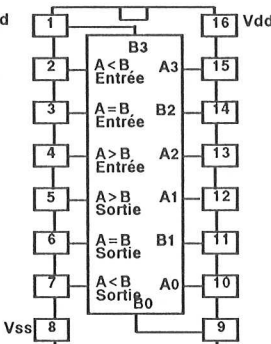 d 1 16 Vdd
B3
2 A<B Entrée A3 15
3 A=B Entrée B2 14
4 A>B Entrée A2 13
5 A>B Sortie A1 12
6 A=B Sortie B1 11
7 A<B Sortie A0 10
B0
Vss 8 9